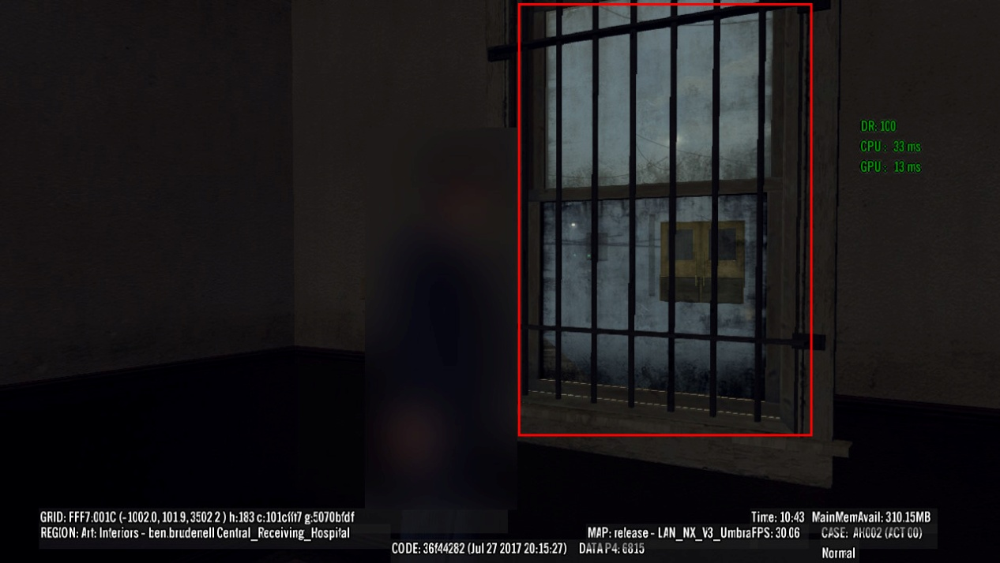 DR: 100
CPU : 33 ms
GPU : 13 ms
GRID: FFF7:001C (-1002.0, 101.9, 3502 2 ) h:183 c:101cfff7 g:5070bfdf
REGION: Art: Interiors - ben.brudenell Central_Receiving_Hospital
Time: 10:43 MainMemAvail: 310.15MB
MAP: release - LAN_NX_V3_UmbraFPS: 30.06 CASE: AH002 (ACT 00)
CODE: 36f44282 (Jul 27 2017 20:15:27) DATA P4: 6815
Normal